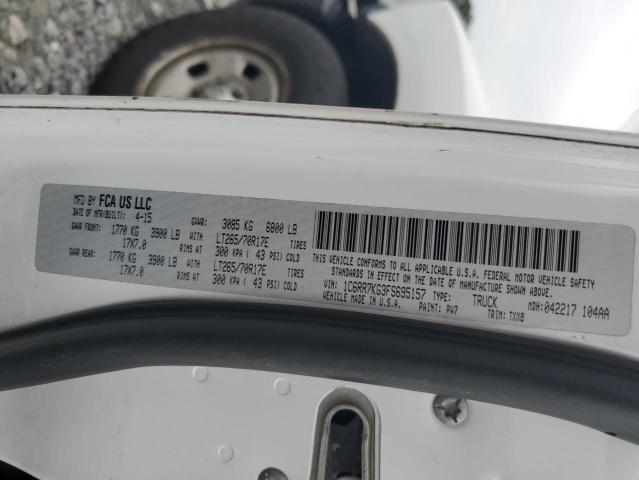 MFD BY FCA US LLC
DATE OF MFR(BUILT): 4-15 GVWR: 3085 KG 6800 LB
GAWR FRONT: 1770 KG 3900 LB WITH LT265/70R17E TIRES
17X7.0 RIMS AT 300 KPA ( 43 PSI) COLD
GAWR REAR: 1770 KG 3900 LB WITH LT265/70R17E TIRES
17X7.0 RIMS AT 300 KPA ( 43 PSI) COLD
THIS VEHICLE CONFORMS TO ALL APPLICABLE U.S.A. FEDERAL MOTOR VEHICLE SAFETY
STANDARDS IN EFFECT ON THE DATE OF MANUFACTURE SHOWN ABOVE.
VIN: 1C6RR7KG3FS695157 TYPE: TRUCK MDH:042217 104AA
VEHICLE MADE IN U.S.A. PAINT: PW7 TRIM: TXX8